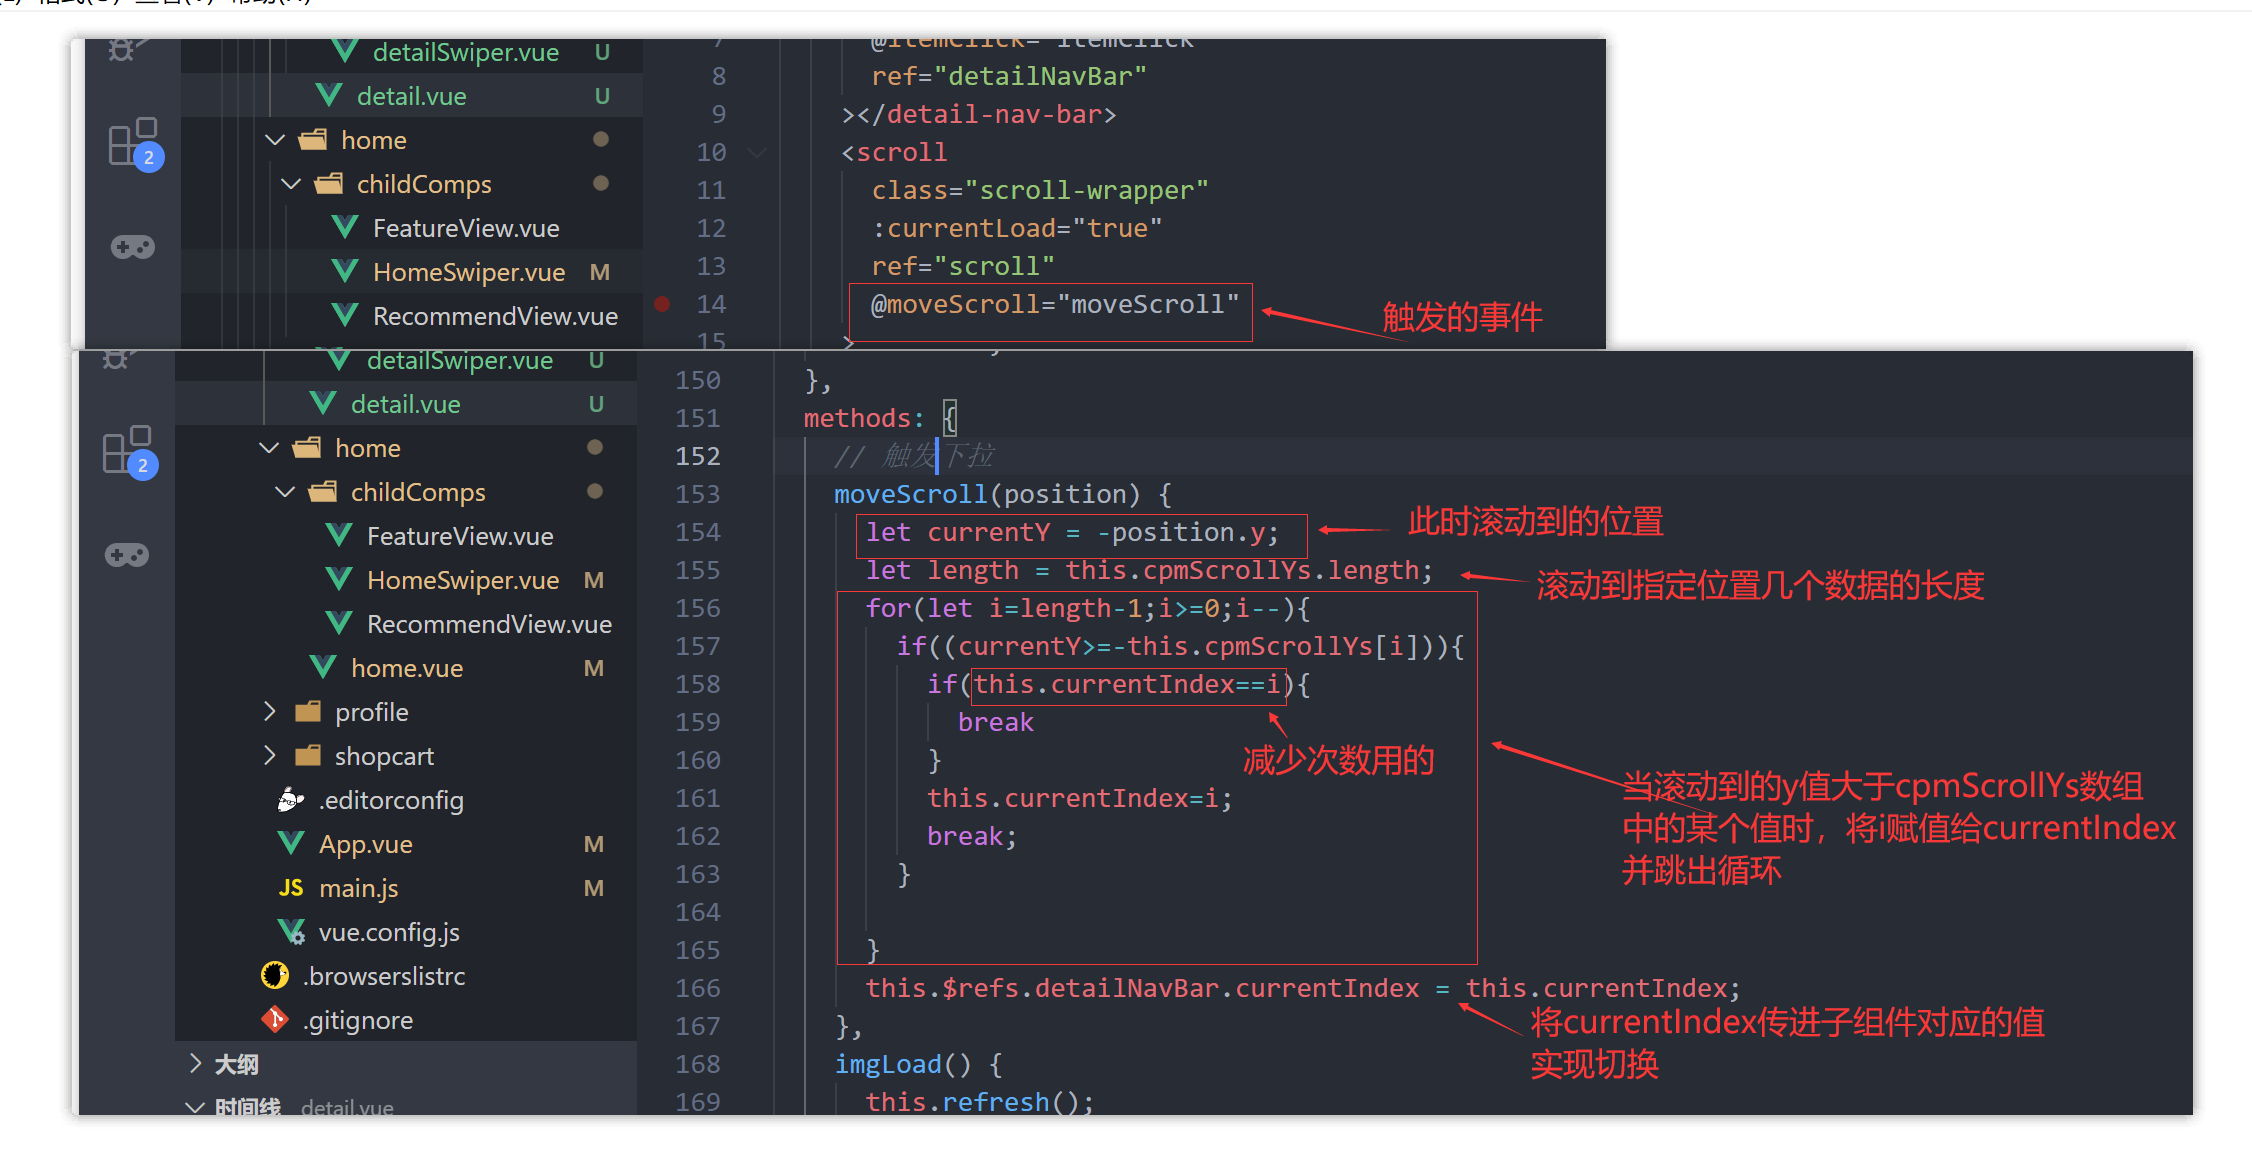 detailSwiper.vue U
detail.vue U
home
childComps
FeatureView.vue
HomeSwiper.vue M
RecommendView.vue
2
7 @itemClick="itemClick"
8 ref="detailNavBar"
9 ></detail-nav-bar>
10 <scroll
11 class="scroll-wrapper"
12 :currentLoad="true"
13 ref="scroll"
14 @moveScroll="moveScroll"
15 >
触发的事件
detailSwiper.vue U
detail.vue U
home
childComps
FeatureView.vue
HomeSwiper.vue M
RecommendView.vue
home.vue M
profile
shopcart
.editorconfig
App.vue M
JS main.js M
vue.config.js
.browserslistrc
.gitignore
大纲
时间线 detail.vue
2
150 },
151 methods: {
152 // 触发下拉
153 moveScroll(position) {
154 let currentY = -position.y;
此时滚动到的位置
155 let length = this.cpmScrollYs.length;
滚动到指定位置几个数据的长度
156 for(let i=length-1;i>=0;i--){
157 if((currentY>=-this.cpmScrollYs[i])){
158 if(this.currentIndex==i){
159 break
160 }
减少次数用的
161 this.currentIndex=i;
162 break;
163 }
164
165 }
当滚动到的y值大于cpmScrollYs数组
中的某个值时，将i赋值给currentIndex
并跳出循环
166 this.$refs.detailNavBar.currentIndex = this.currentIndex;
167 },
将currentIndex传进子组件对应的值
实现切换
168 imgLoad() {
169 this.refresh();